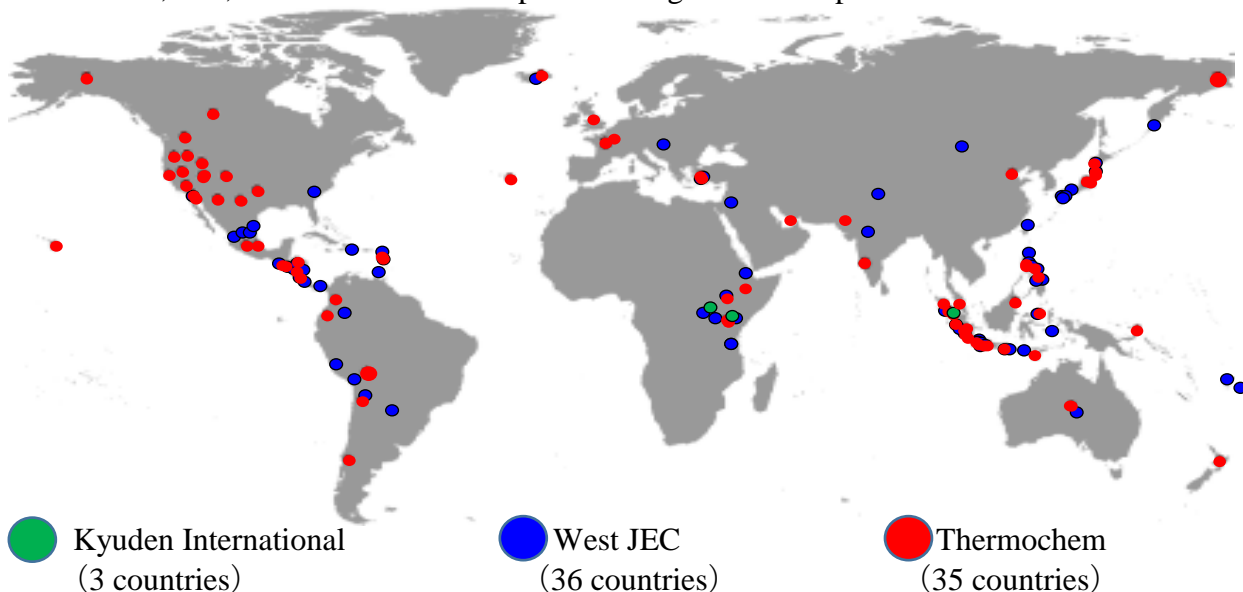 Kyuden International
West JEC
Thermochem
（3 countries）
（36 countries）
（35 countries）